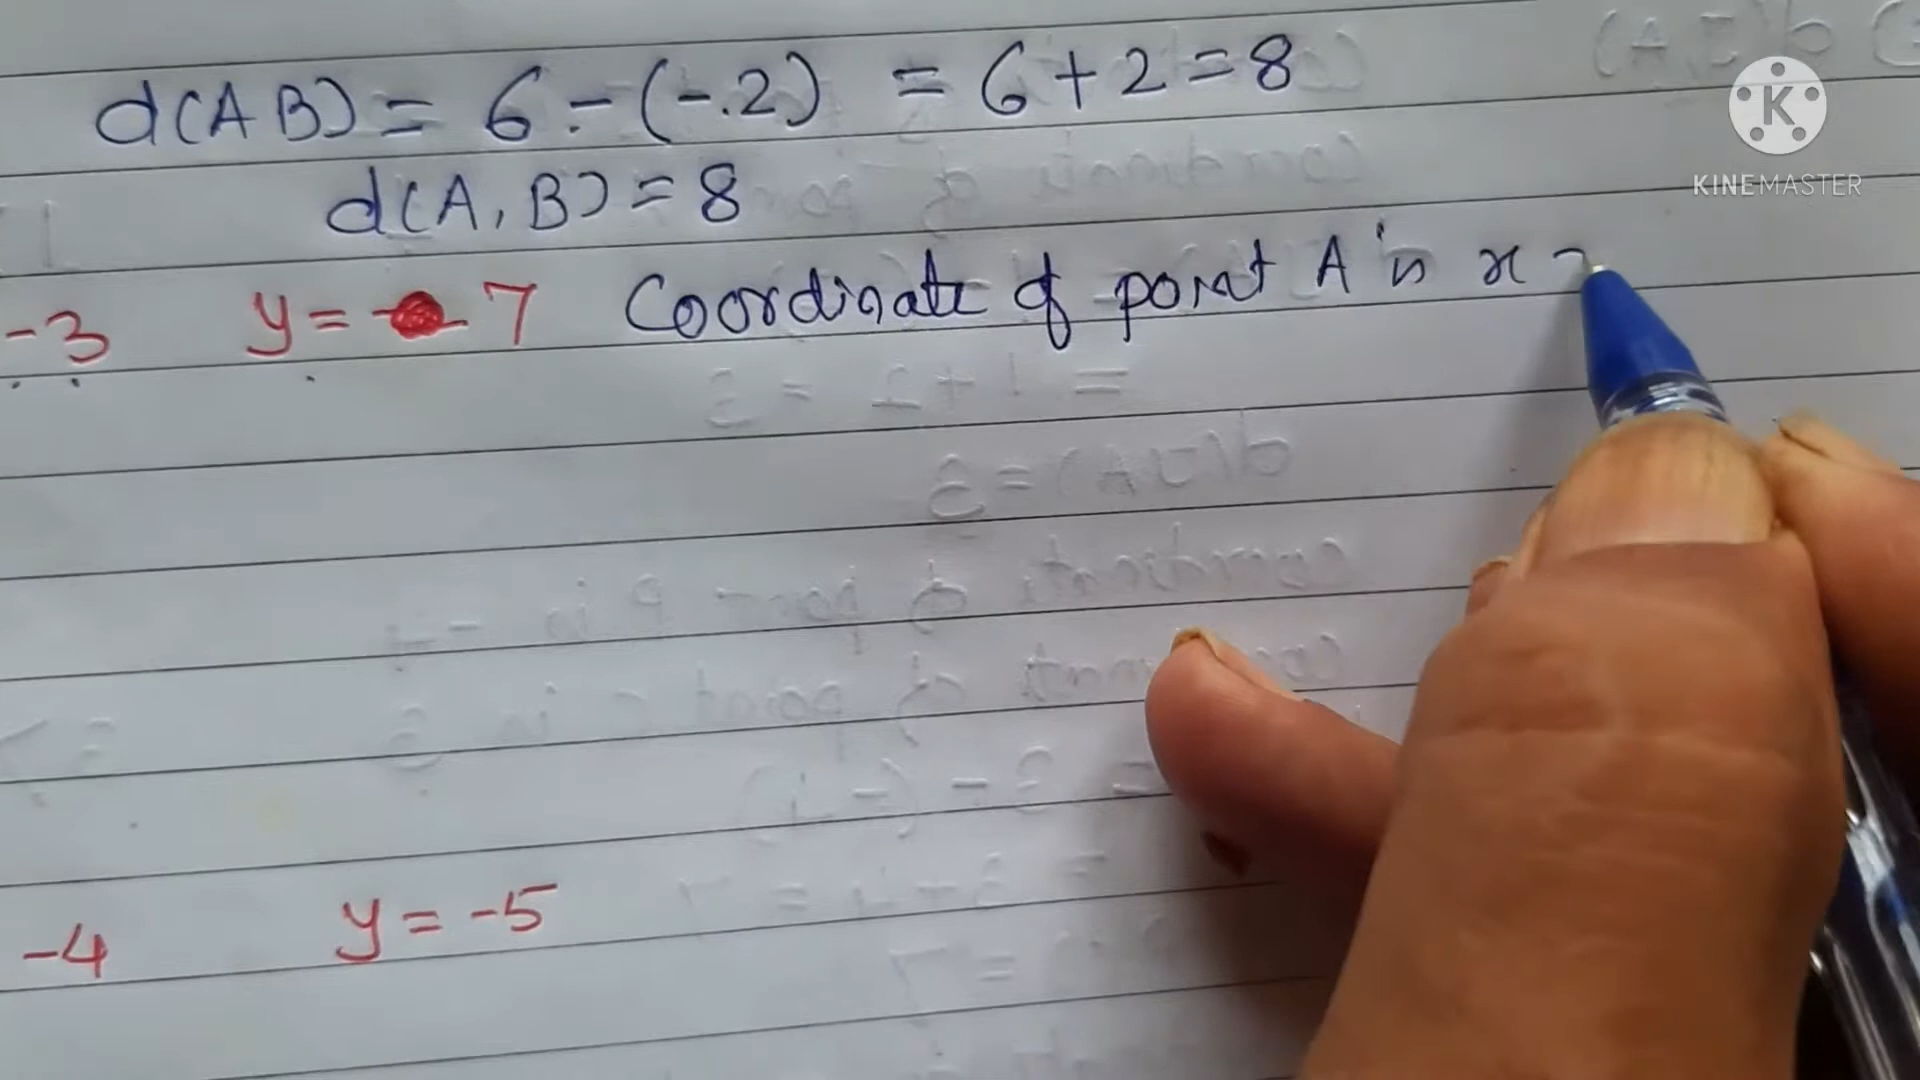 d(AB) = 6 - (-2) = 6+2=8
d(A, B) = 8
-3 y = 7 Coordinate of point A is x
-4 y = -5
KINEMASTER